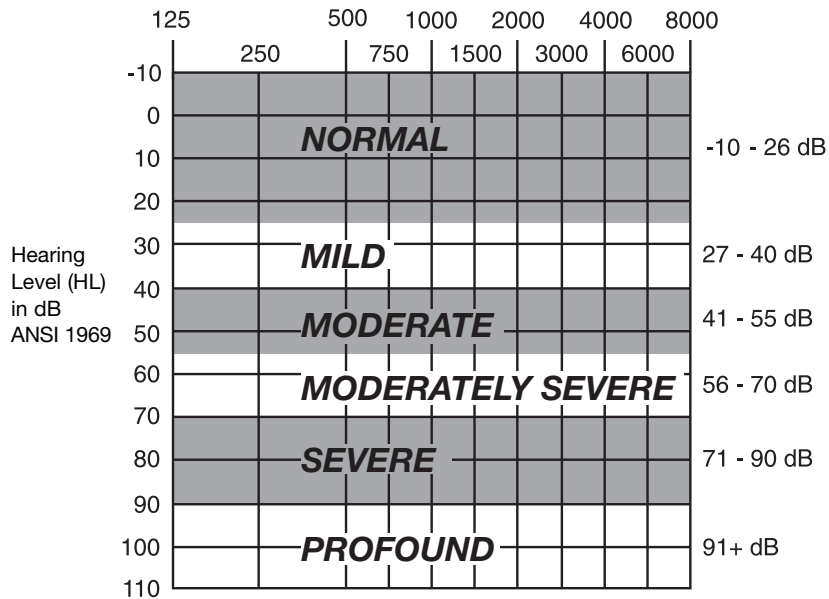 125 500 1000 2000 4000 8000
250 750 1500 3000 6000
-10
0
NORMAL -10 - 26 dB
10
20
30 MILD 27 - 40 dB
Hearing
Level (HL)
in dB
ANSI 1969
40
MODERATE 41 - 55 dB
50
60
MODERATELY SEVERE 56 - 70 dB
70
80 SEVERE 71 - 90 dB
90
100 PROFOUND 91+ dB
110